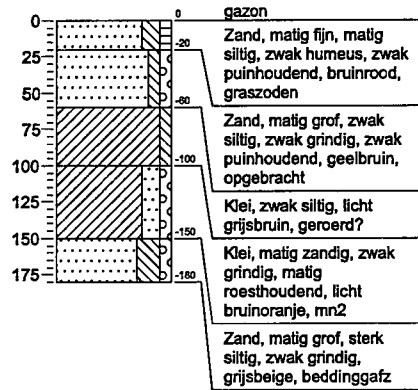 0
25
50
75
100
125
150
175
0
-20
-60
-100
-150
-180
gazon
Zand, matig fijn, matig
siltig, zwak humeus, zwak
puinhoudend, bruinrood,
graszoden
Zand, matig grof, zwak
siltig, zwak grindig, zwak
puinhoudend, geelbruin,
opgebracht
Klei, zwak siltig, licht
grijsbruin, geroerd?
Klei, matig zandig, zwak
grindig, matig
roesthoudend, licht
bruinoranje, mn2
Zand, matig grof, sterk
siltig, zwak grindig,
grijsbeige, beddinggafz